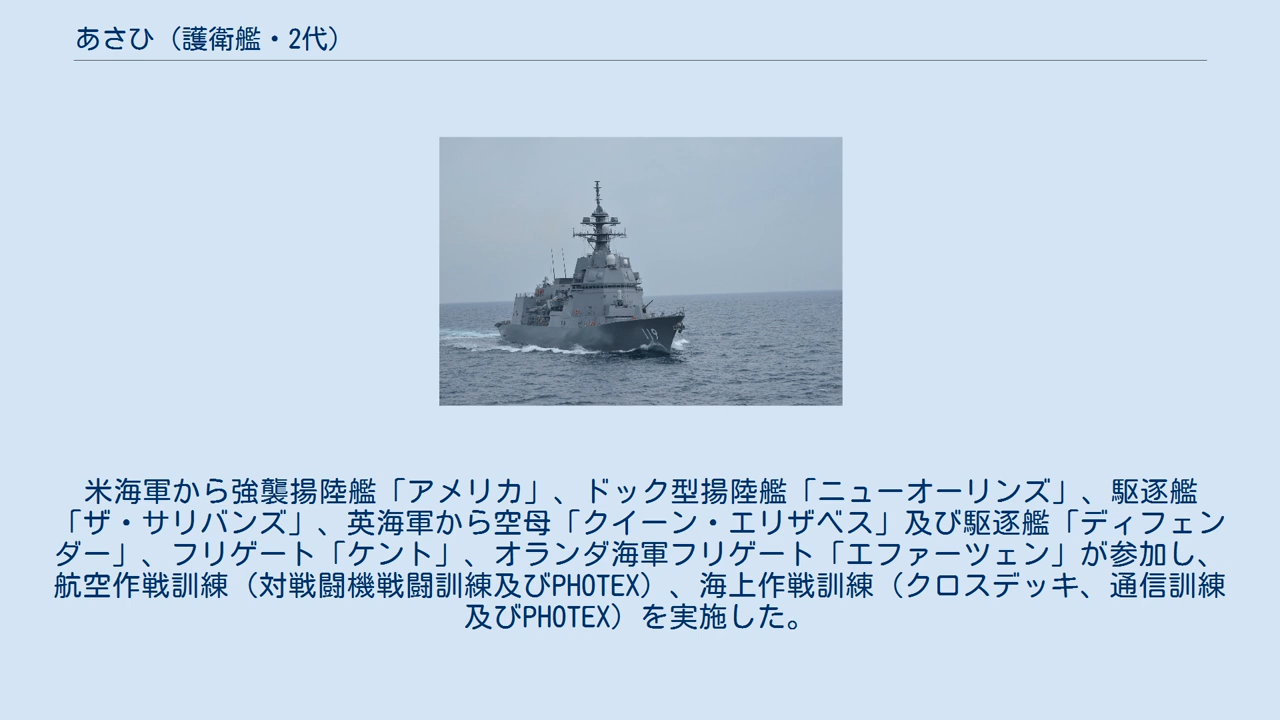 あさひ（護衛艦・2代）
119
米海軍から強襲揚陸艦「アメリカ」、ドック型揚陸艦「ニューオーリンズ」、駆逐艦
「ザ・サリバンズ」、英海軍から空母「クイーン・エリザベス」及び駆逐艦「ディフェン
ダー」、フリゲート「ケント」、オランダ海軍フリゲート「エファーツェン」が参加し、
航空作戦訓練（対戦闘機戦闘訓練及びPHOTEX）、海上作戦訓練（クロスデッキ、通信訓練
及びPHOTEX）を実施した。